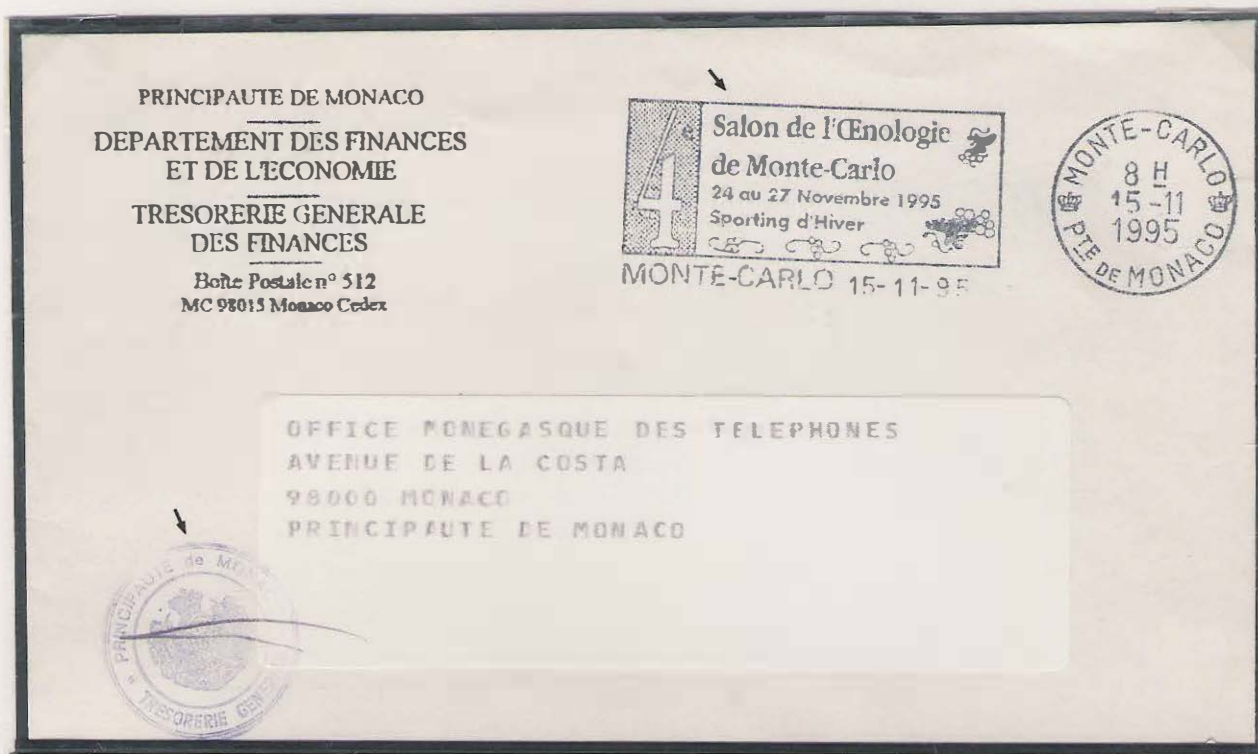 PRINCIPAUTE DE MONACO
DEPARTEMENT DES FINANCES
ET DE L'ECONOMIE
TRESORERIE GENERALE
DES FINANCES
Boîte Postale n° 512
MC 98015 Monaco Cedex
4e
Salon de l'Œnologie
de Monte-Carlo
24 au 27 Novembre 1995
Sporting d'Hiver
MONTE-CARLO 15-11-95
MONTE-CARLO
8 H
15-11
1995
PTE DE MONACO
OFFICE MONEGASQUE DES TELEPHONES
AVENUE DE LA COSTA
98000 MONACO
PRINCIPAUTE DE MONACO
PRINCIPAUTE de
TRESORERIE